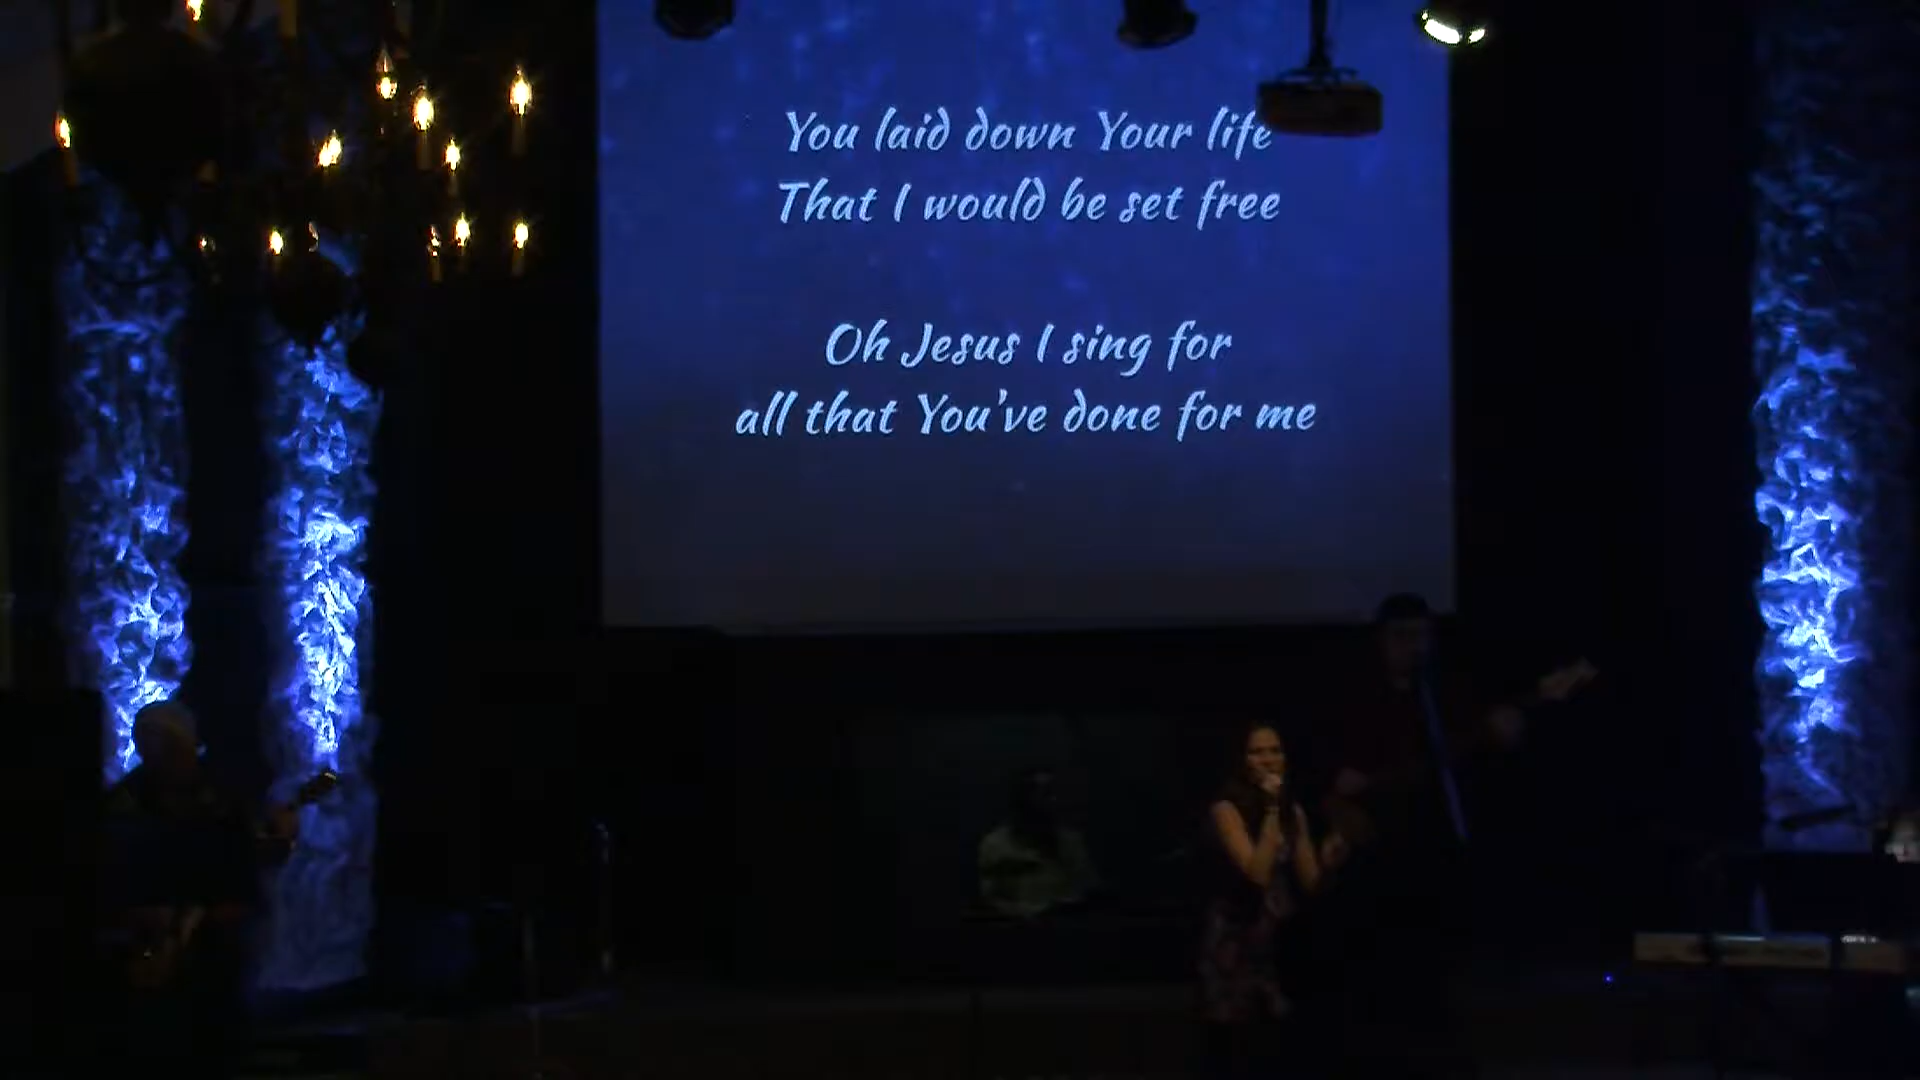 You laid down Your life
That I would be set free
Oh Jesus I sing for
all that You've done for me